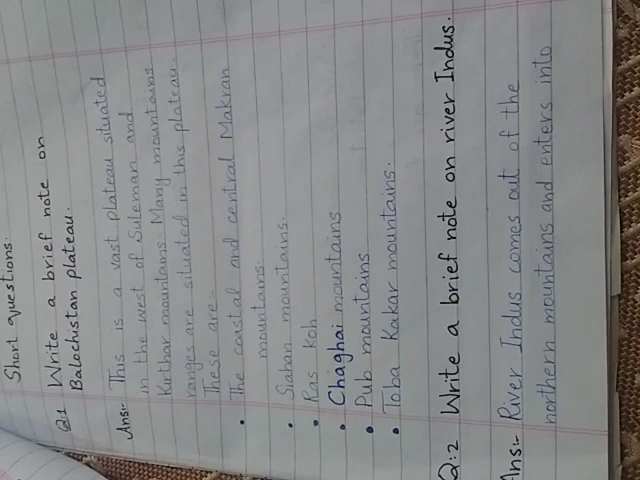 Short questions.
Q:1 Write a brief note on
Balochistan plateau.
Ans:- This is a vast plateau situated
in the west of Suleman and
Kirthar mountains. Many mountains
ranges are situated in this plateau.
These are:-
• The coastal and central Makran
mountains.
• Siahan mountains.
• Ras Koh
• Chaghai mountains
• Pub mountains
• Toba Kakar mountains.
Q:2 Write a brief note on river Indus.
Ans:- River Indus comes out of the
northern mountains and enters into